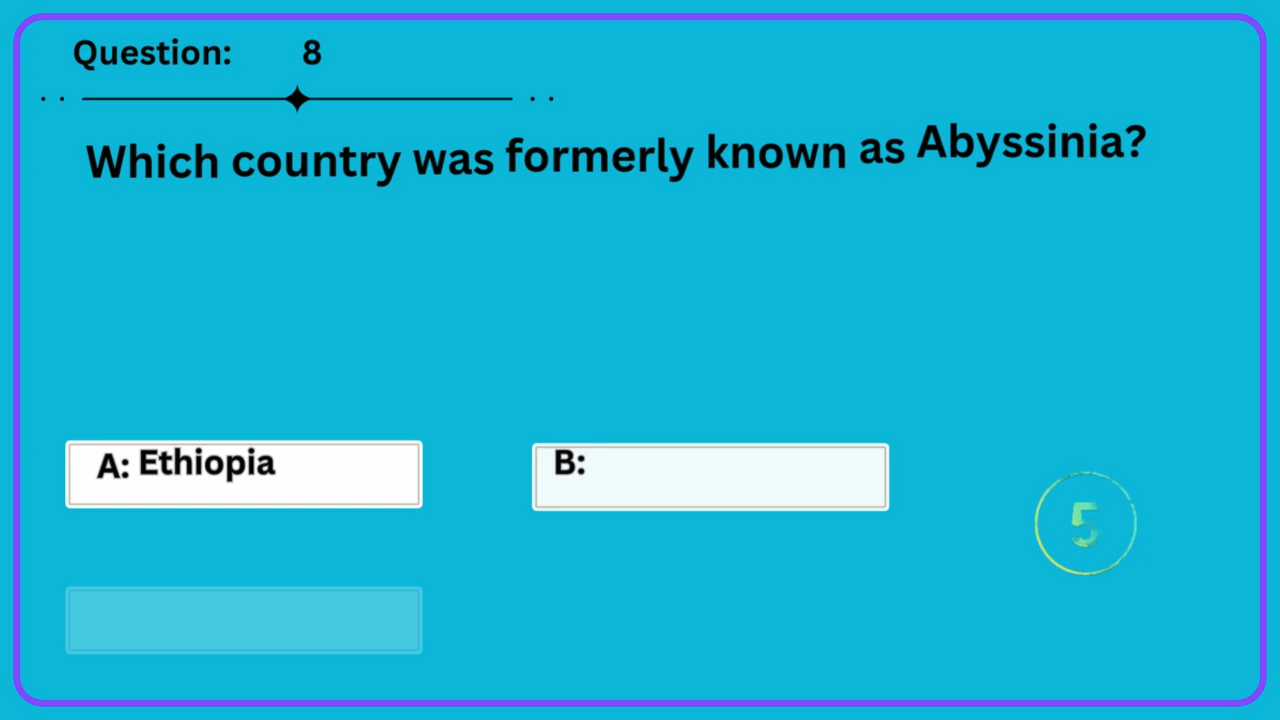 Question: 8
Which country was formerly known as Abyssinia?
A: Ethiopia
B:
5